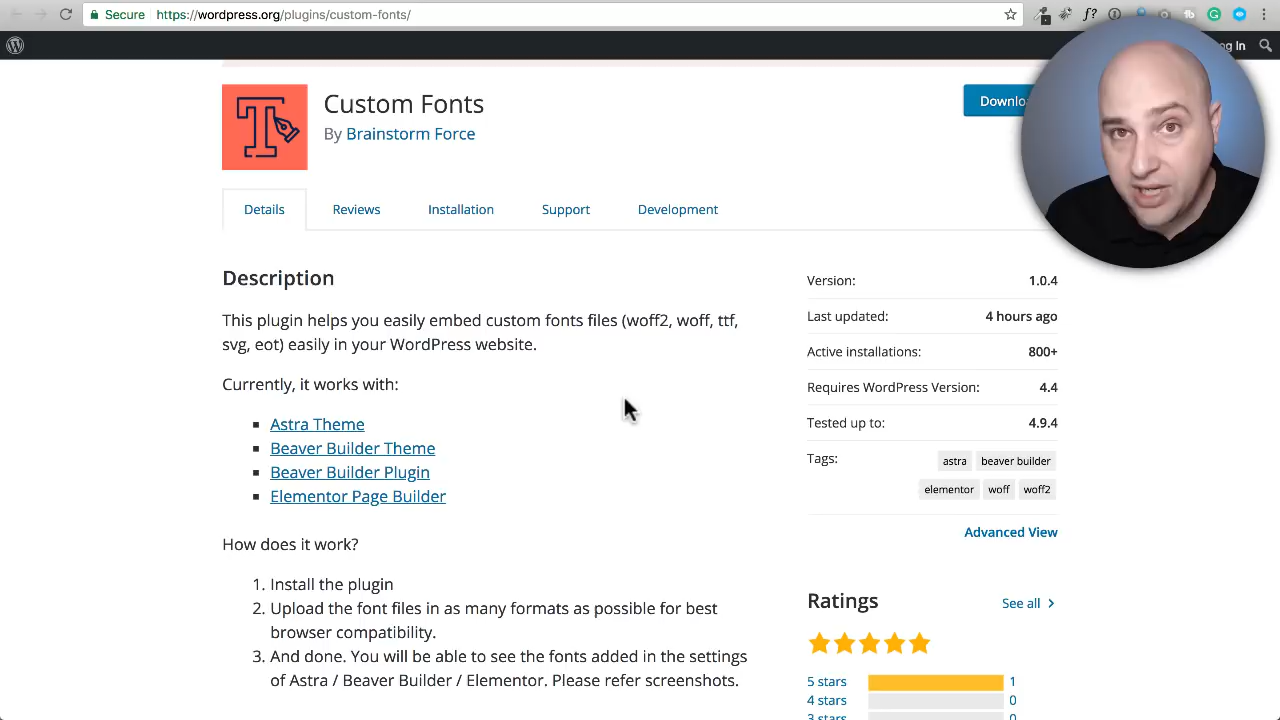 Secure https://wordpress.org/plugins/custom-fonts/
Log In
Custom Fonts
By Brainstorm Force
Details Reviews Installation Support Development
Description
This plugin helps you easily embed custom fonts files (woff2, woff, ttf,
svg, eot) easily in your WordPress website.
Currently, it works with:
Astra Theme
Beaver Builder Theme
Beaver Builder Plugin
Elementor Page Builder
How does it work?
1. Install the plugin
2. Upload the font files in as many formats as possible for best
browser compatibility.
3. And done. You will be able to see the fonts added in the settings
of Astra / Beaver Builder / Elementor. Please refer screenshots.
Version: 1.0.4
Last updated: 4 hours ago
Active installations: 800+
Requires WordPress Version: 4.4
Tested up to: 4.9.4
Tags: astra beaver builder
elementor woff woff2
Advanced View
Ratings See all
5 stars 1
4 stars 0
3 stars 0